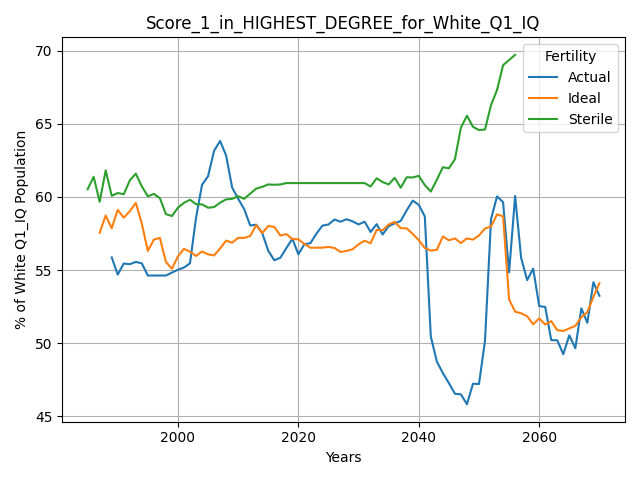 Score_1_in_HIGHEST_DEGREE_for_White_Q1_IQ
% of White Q1_IQ Population
70
65
60
55
50
45
Fertility
Actual
Ideal
Sterile
2000 2020 2040 2060
Years